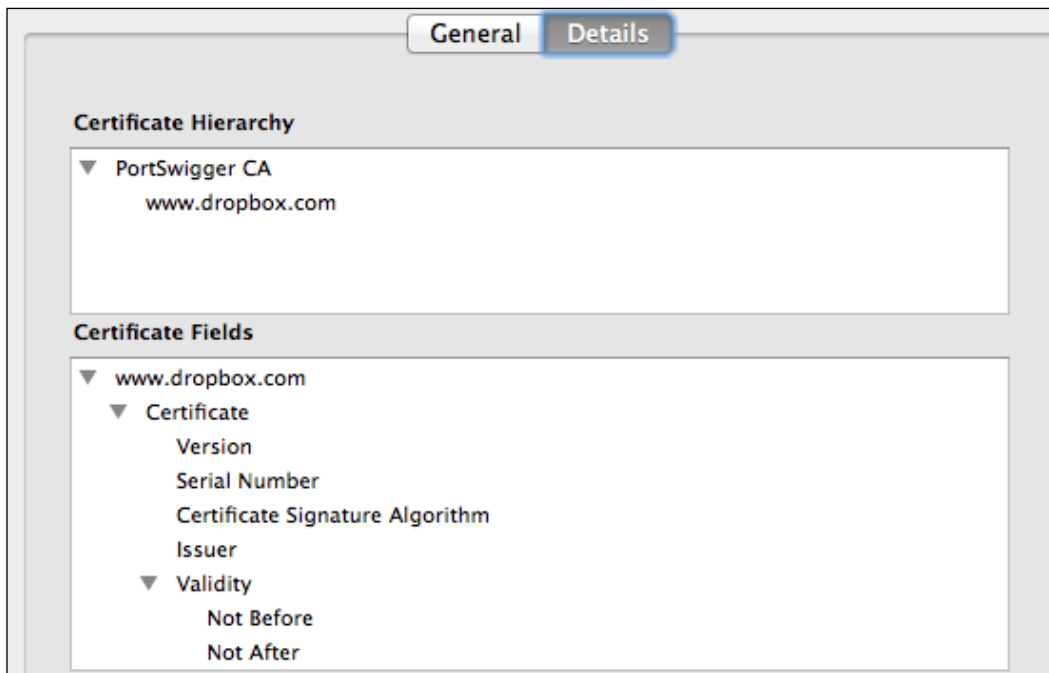 General Details
Certificate Hierarchy
PortSwigger CA
www.dropbox.com
Certificate Fields
www.dropbox.com
Certificate
Version
Serial Number
Certificate Signature Algorithm
Issuer
Validity
Not Before
Not After